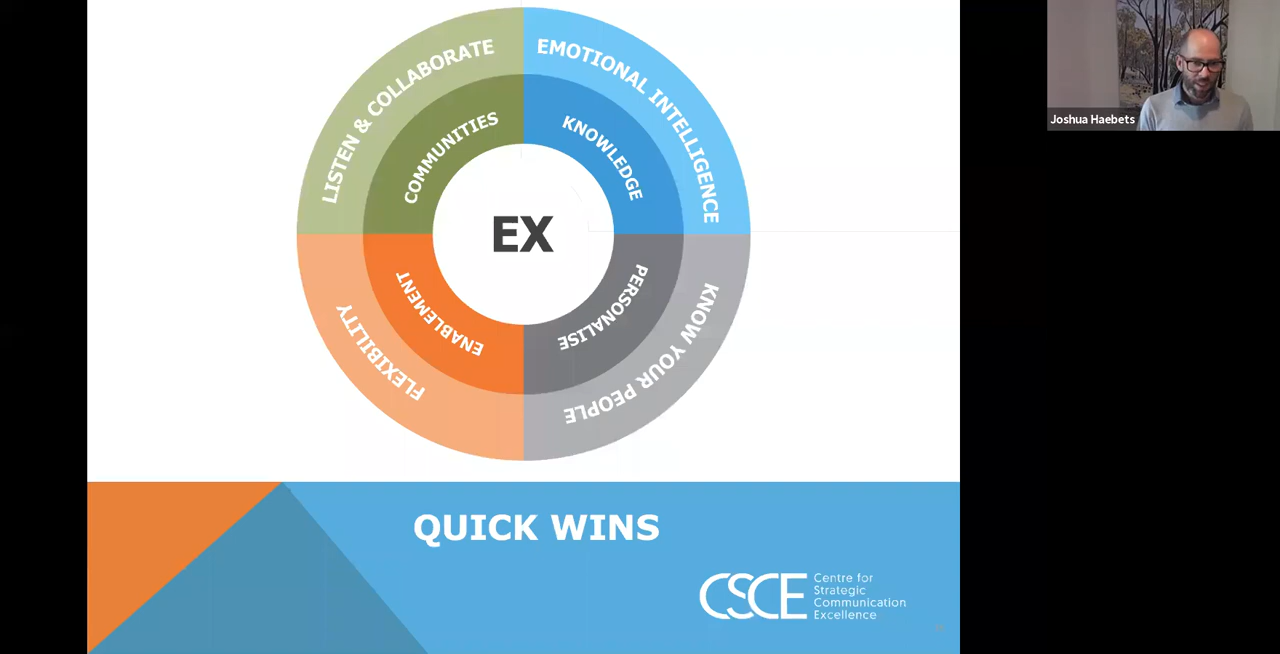 LISTEN & COLLABORATE
EMOTIONAL INTELLIGENCE
COMMUNITIES
KNOWLEDGE
EX
ENABLEMENT
PERSONALISE
FLEXIBILITY
KNOW YOUR PEOPLE
QUICK WINS
CSCE
Centre for
Strategic
Communication
Excellence
Joshua Haebets